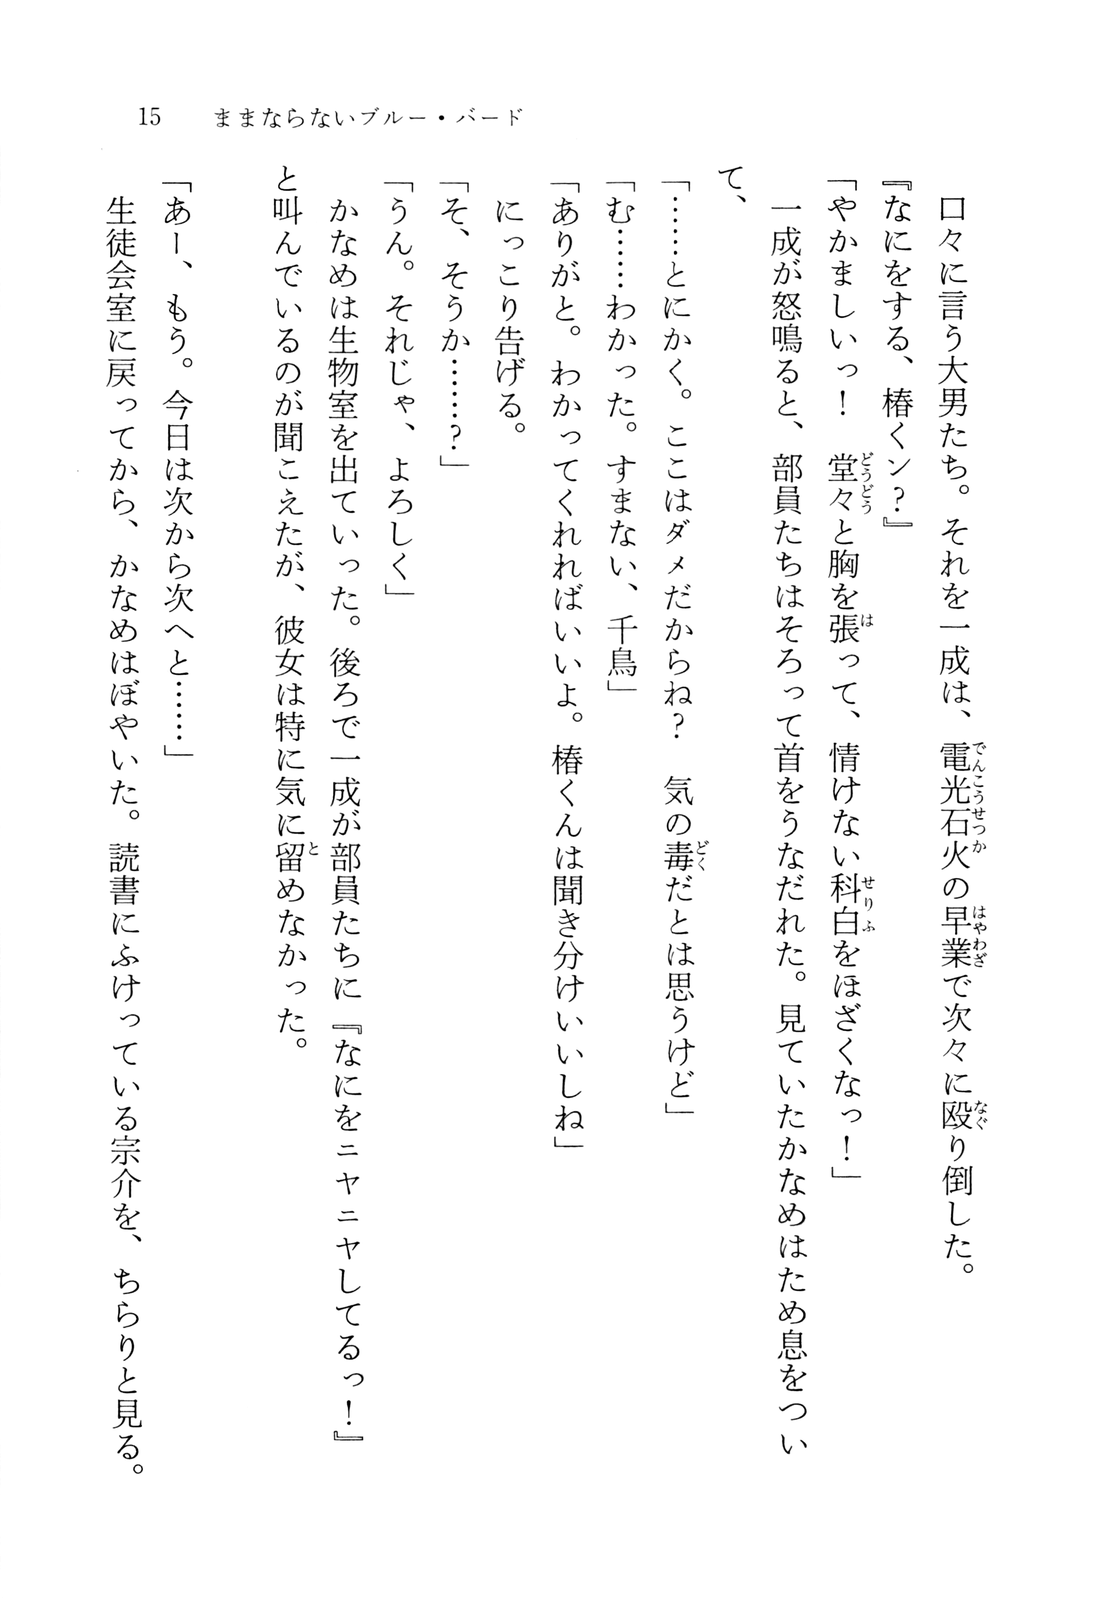 15　ままならないブルー・バード
　口々に言う大男たち。それを一成は、電光石火の早業で次々に殴り倒した。
『なにをする、椿くン？』
「やかましいっ！　堂々と胸を張って、情けない科白をほざくなっ！」
　一成が怒鳴ると、部員たちはそろって首をうなだれた。見ていたかなめはため息をつい
て、
「……とにかく。ここはダメだからね？　気の毒だとは思うけど」
「む……わかった。すまない、千鳥」
「ありがと。わかってくれればいいよ。椿くんは聞き分けいいしね」
　にっこり告げる。
「そ、そうか……？」
「うん。それじゃ、よろしく」
　かなめは生物室を出ていった。後ろで一成が部員たちに『なにをニヤニヤしてるっ！』
と叫んでいるのが聞こえたが、彼女は特に気に留めなかった。
「あー、もう。今日は次から次へと……」
　生徒会室に戻ってから、かなめはぼやいた。読書にふけっている宗介を、ちらりと見る。